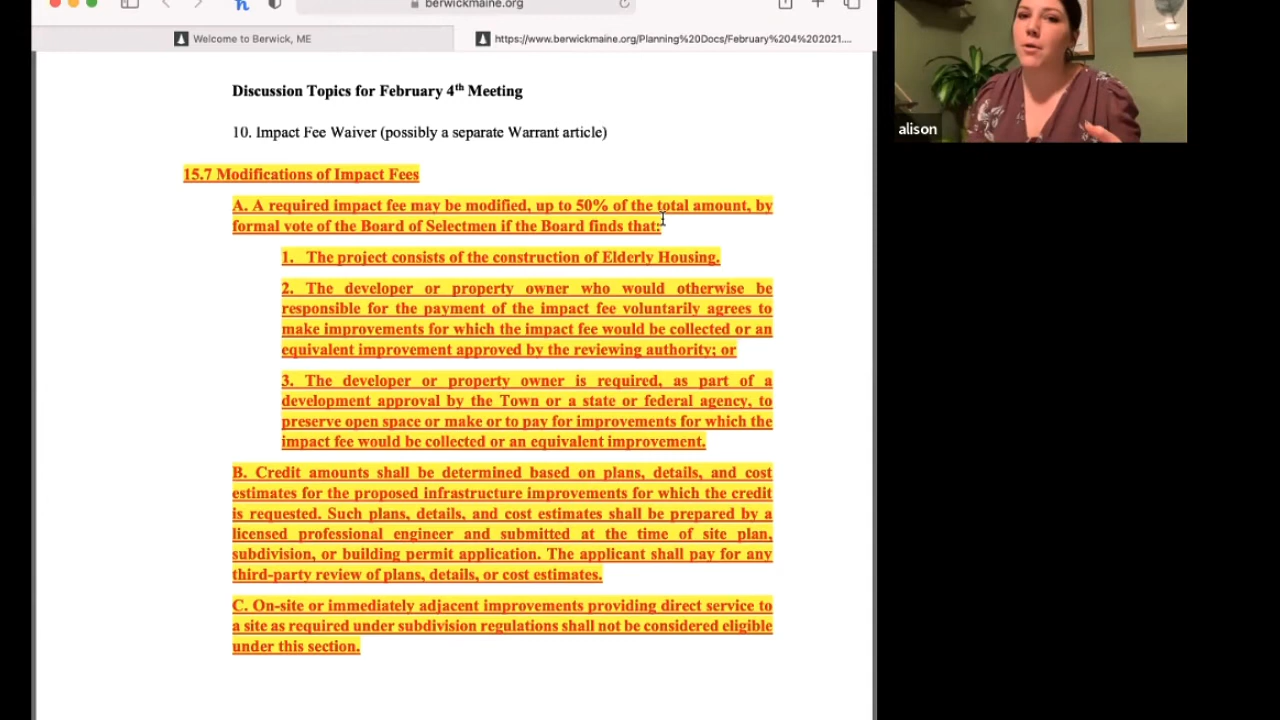 berwickmaine.org
Welcome to Berwick, ME
https://www.berwickmaine.org/Planning%20Docs/February%204%202021....
alison
Discussion Topics for February 4th Meeting
10. Impact Fee Waiver (possibly a separate Warrant article)
15.7 Modifications of Impact Fees
A. A required impact fee may be modified, up to 50% of the total amount, by
formal vote of the Board of Selectmen if the Board finds that:
1. The project consists of the construction of Elderly Housing.
2. The developer or property owner who would otherwise be
responsible for the payment of the impact fee voluntarily agrees to
make improvements for which the impact fee would be collected or an
equivalent improvement approved by the reviewing authority; or
3. The developer or property owner is required, as part of a
development approval by the Town or a state or federal agency, to
preserve open space or make or to pay for improvements for which the
impact fee would be collected or an equivalent improvement.
B. Credit amounts shall be determined based on plans, details, and cost
estimates for the proposed infrastructure improvements for which the credit
is requested. Such plans, details, and cost estimates shall be prepared by a
licensed professional engineer and submitted at the time of site plan,
subdivision, or building permit application. The applicant shall pay for any
third-party review of plans, details, or cost estimates.
C. On-site or immediately adjacent improvements providing direct service to
a site as required under subdivision regulations shall not be considered eligible
under this section.